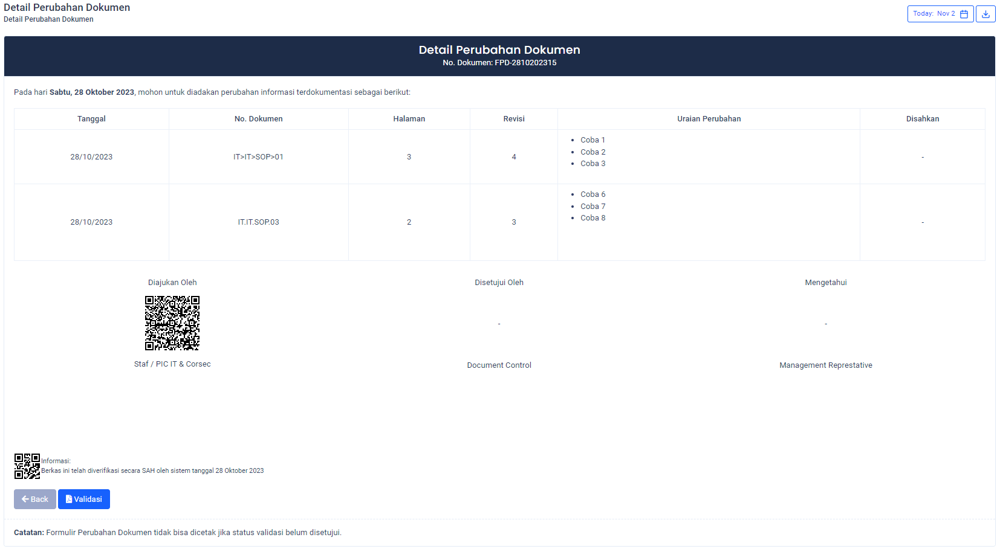 Detail Perubahan Dokumen
Detail Perubahan Dokumen
Today: Nov 2
Detail Perubahan Dokumen
No. Dokumen: FPD-2810202315
Pada hari Sabtu, 28 Oktober 2023, mohon untuk diadakan perubahan informasi terdokumentasi sebagai berikut:
Tanggal No. Dokumen Halaman Revisi Uraian Perubahan Disahkan
28/10/2023 IT>IT>SOP>01 3 4 • Coba 1
• Coba 2
• Coba 3
-
28/10/2023 IT.IT.SOP.03 2 3 • Coba 6
• Coba 7
• Coba 8
-
Diajukan Oleh Disetujui Oleh Mengetahui
- -
Staf / PIC IT & Corsec Document Control Management Represtative
Informasi:
Berkas ini telah diverifikasi secara SAH oleh sistem tanggal 28 Oktober 2023
Back Validasi
Catatan: Formulir Perubahan Dokumen tidak bisa dicetak jika status validasi belum disetujui.